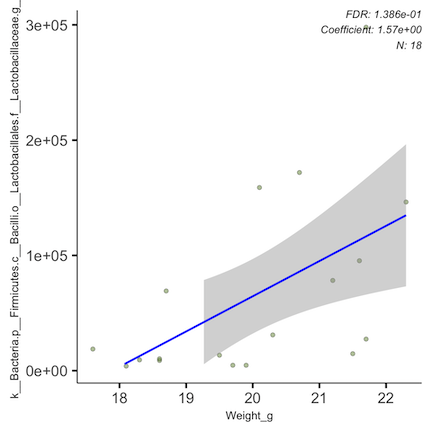 FDR: 1.386e-01
Coefficient: 1.57e+00
N: 18
k__Bacteria.p__Firmicutes.c__Bacilli.o__Lactobacillales.f__Lactobacillaceae.g_
3e+05
2e+05
1e+05
0e+00
18 19 20 21 22
Weight_g